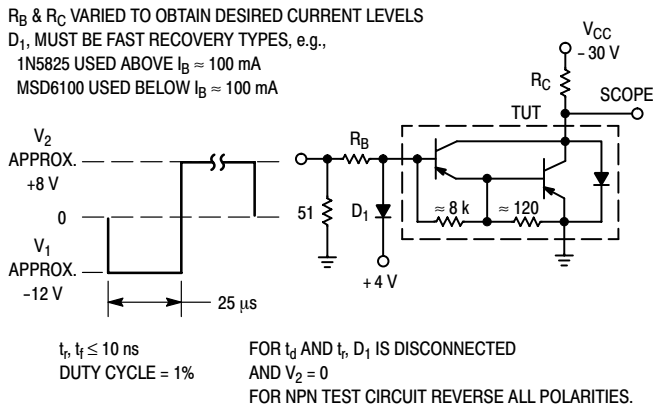 R_B & R_C VARIED TO OBTAIN DESIRED CURRENT LEVELS
D_1, MUST BE FAST RECOVERY TYPES, e.g.,
1N5825 USED ABOVE I_B ≈ 100 mA
MSD6100 USED BELOW I_B ≈ 100 mA
V_CC
- 30 V
R_C
SCOPE
TUT
V_2
APPROX.
+8 V
0
V_1
APPROX.
-12 V
25 μs
R_B
51
D_1
+ 4 V
≈ 8 k
≈ 120
t_r, t_f ≤ 10 ns
DUTY CYCLE = 1%
FOR t_d AND t_r, D_1 IS DISCONNECTED
AND V_2 = 0
FOR NPN TEST CIRCUIT REVERSE ALL POLARITIES.